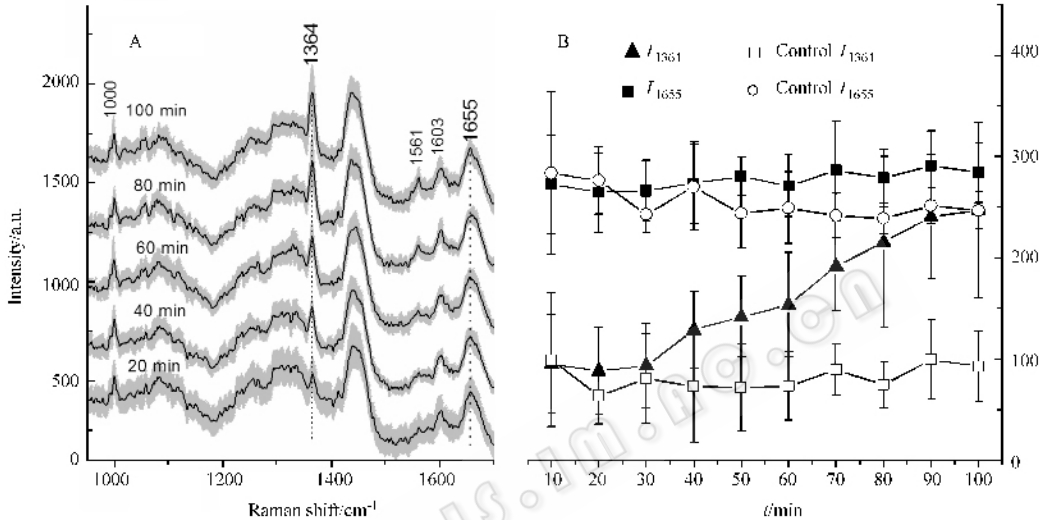 A
1364
1655
1000
1561
1603
100 min
80 min
60 min
40 min
20 min
2000
1500
1000
500
0
Intensity/a.u.
1000 1200 1400 1600
Raman shift/cm-1
B
I1361 Control I1361
I1655 Control I1655
400
300
200
100
0
10 20 30 40 50 60 70 80 90 100
t/min